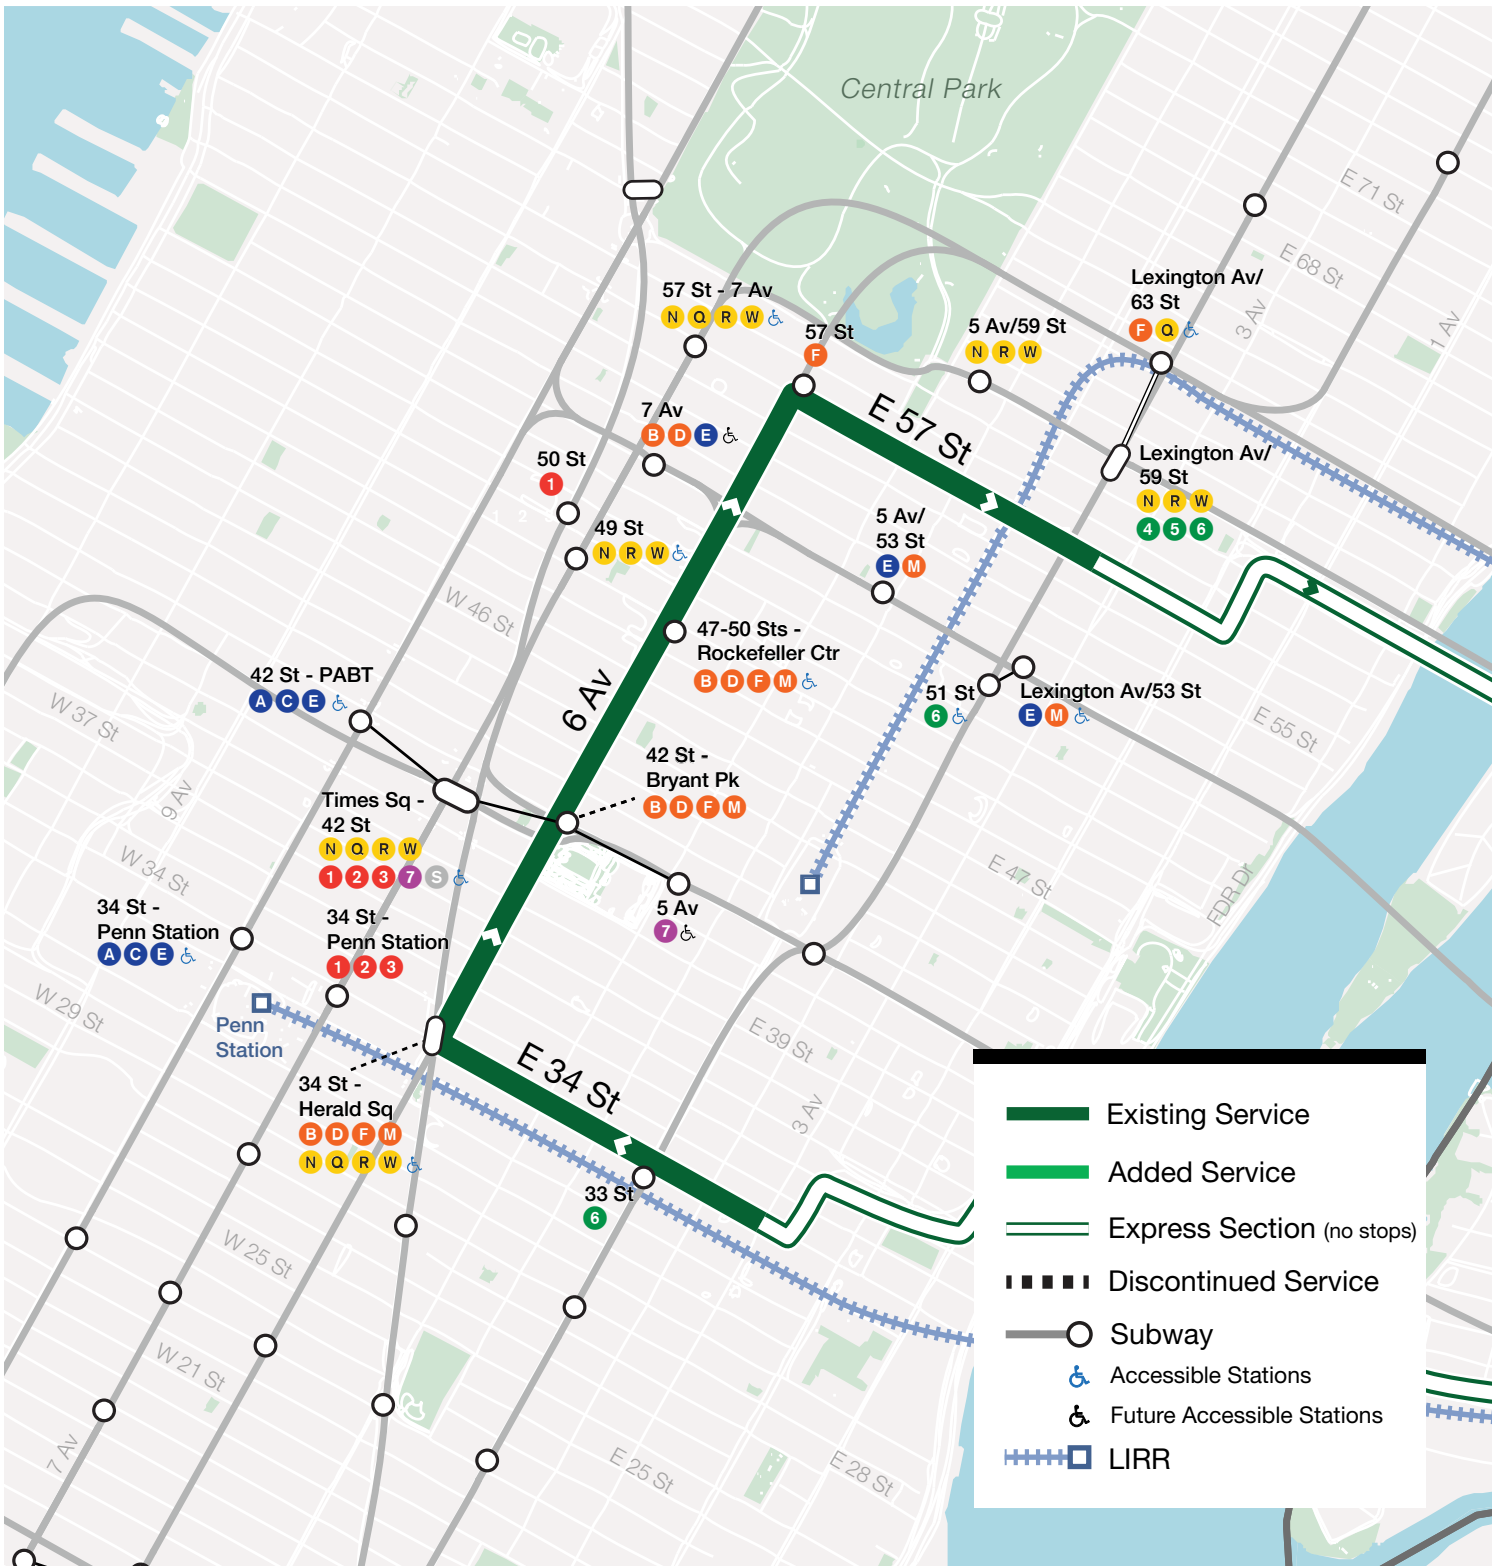 Central Park
E 71 St
E 68 St
3 Av
1 Av
Lexington Av/
63 St
F Q
57 St - 7 Av
N Q R W
57 St
F
5 Av/59 St
N R W
7 Av
B D E
E 57 St
Lexington Av/
59 St
N R W
4 5 6
50 St
1
49 St
N R W
5 Av/
53 St
E M
W 46 St
47-50 Sts -
Rockefeller Ctr
B D F M
6 Av
42 St - PABT
A C E
51 St
6
Lexington Av/53 St
E M
E 55 St
W 37 St
9 Av
42 St -
Bryant Pk
B D F M
Times Sq -
42 St
N Q R W
1 2 3 7 S
W 34 St
E 47 St
FDR Dr
5 Av
7
34 St -
Penn Station
A C E
34 St -
Penn Station
1 2 3
W 29 St
Penn
Station
E 39 St
E 34 St
3 Av
34 St -
Herald Sq
B D F M
N Q R W
33 St
6
W 25 St
W 21 St
7 Av
E 25 St
E 28 St
Existing Service
Added Service
Express Section (no stops)
Discontinued Service
Subway
Accessible Stations
Future Accessible Stations
LIRR